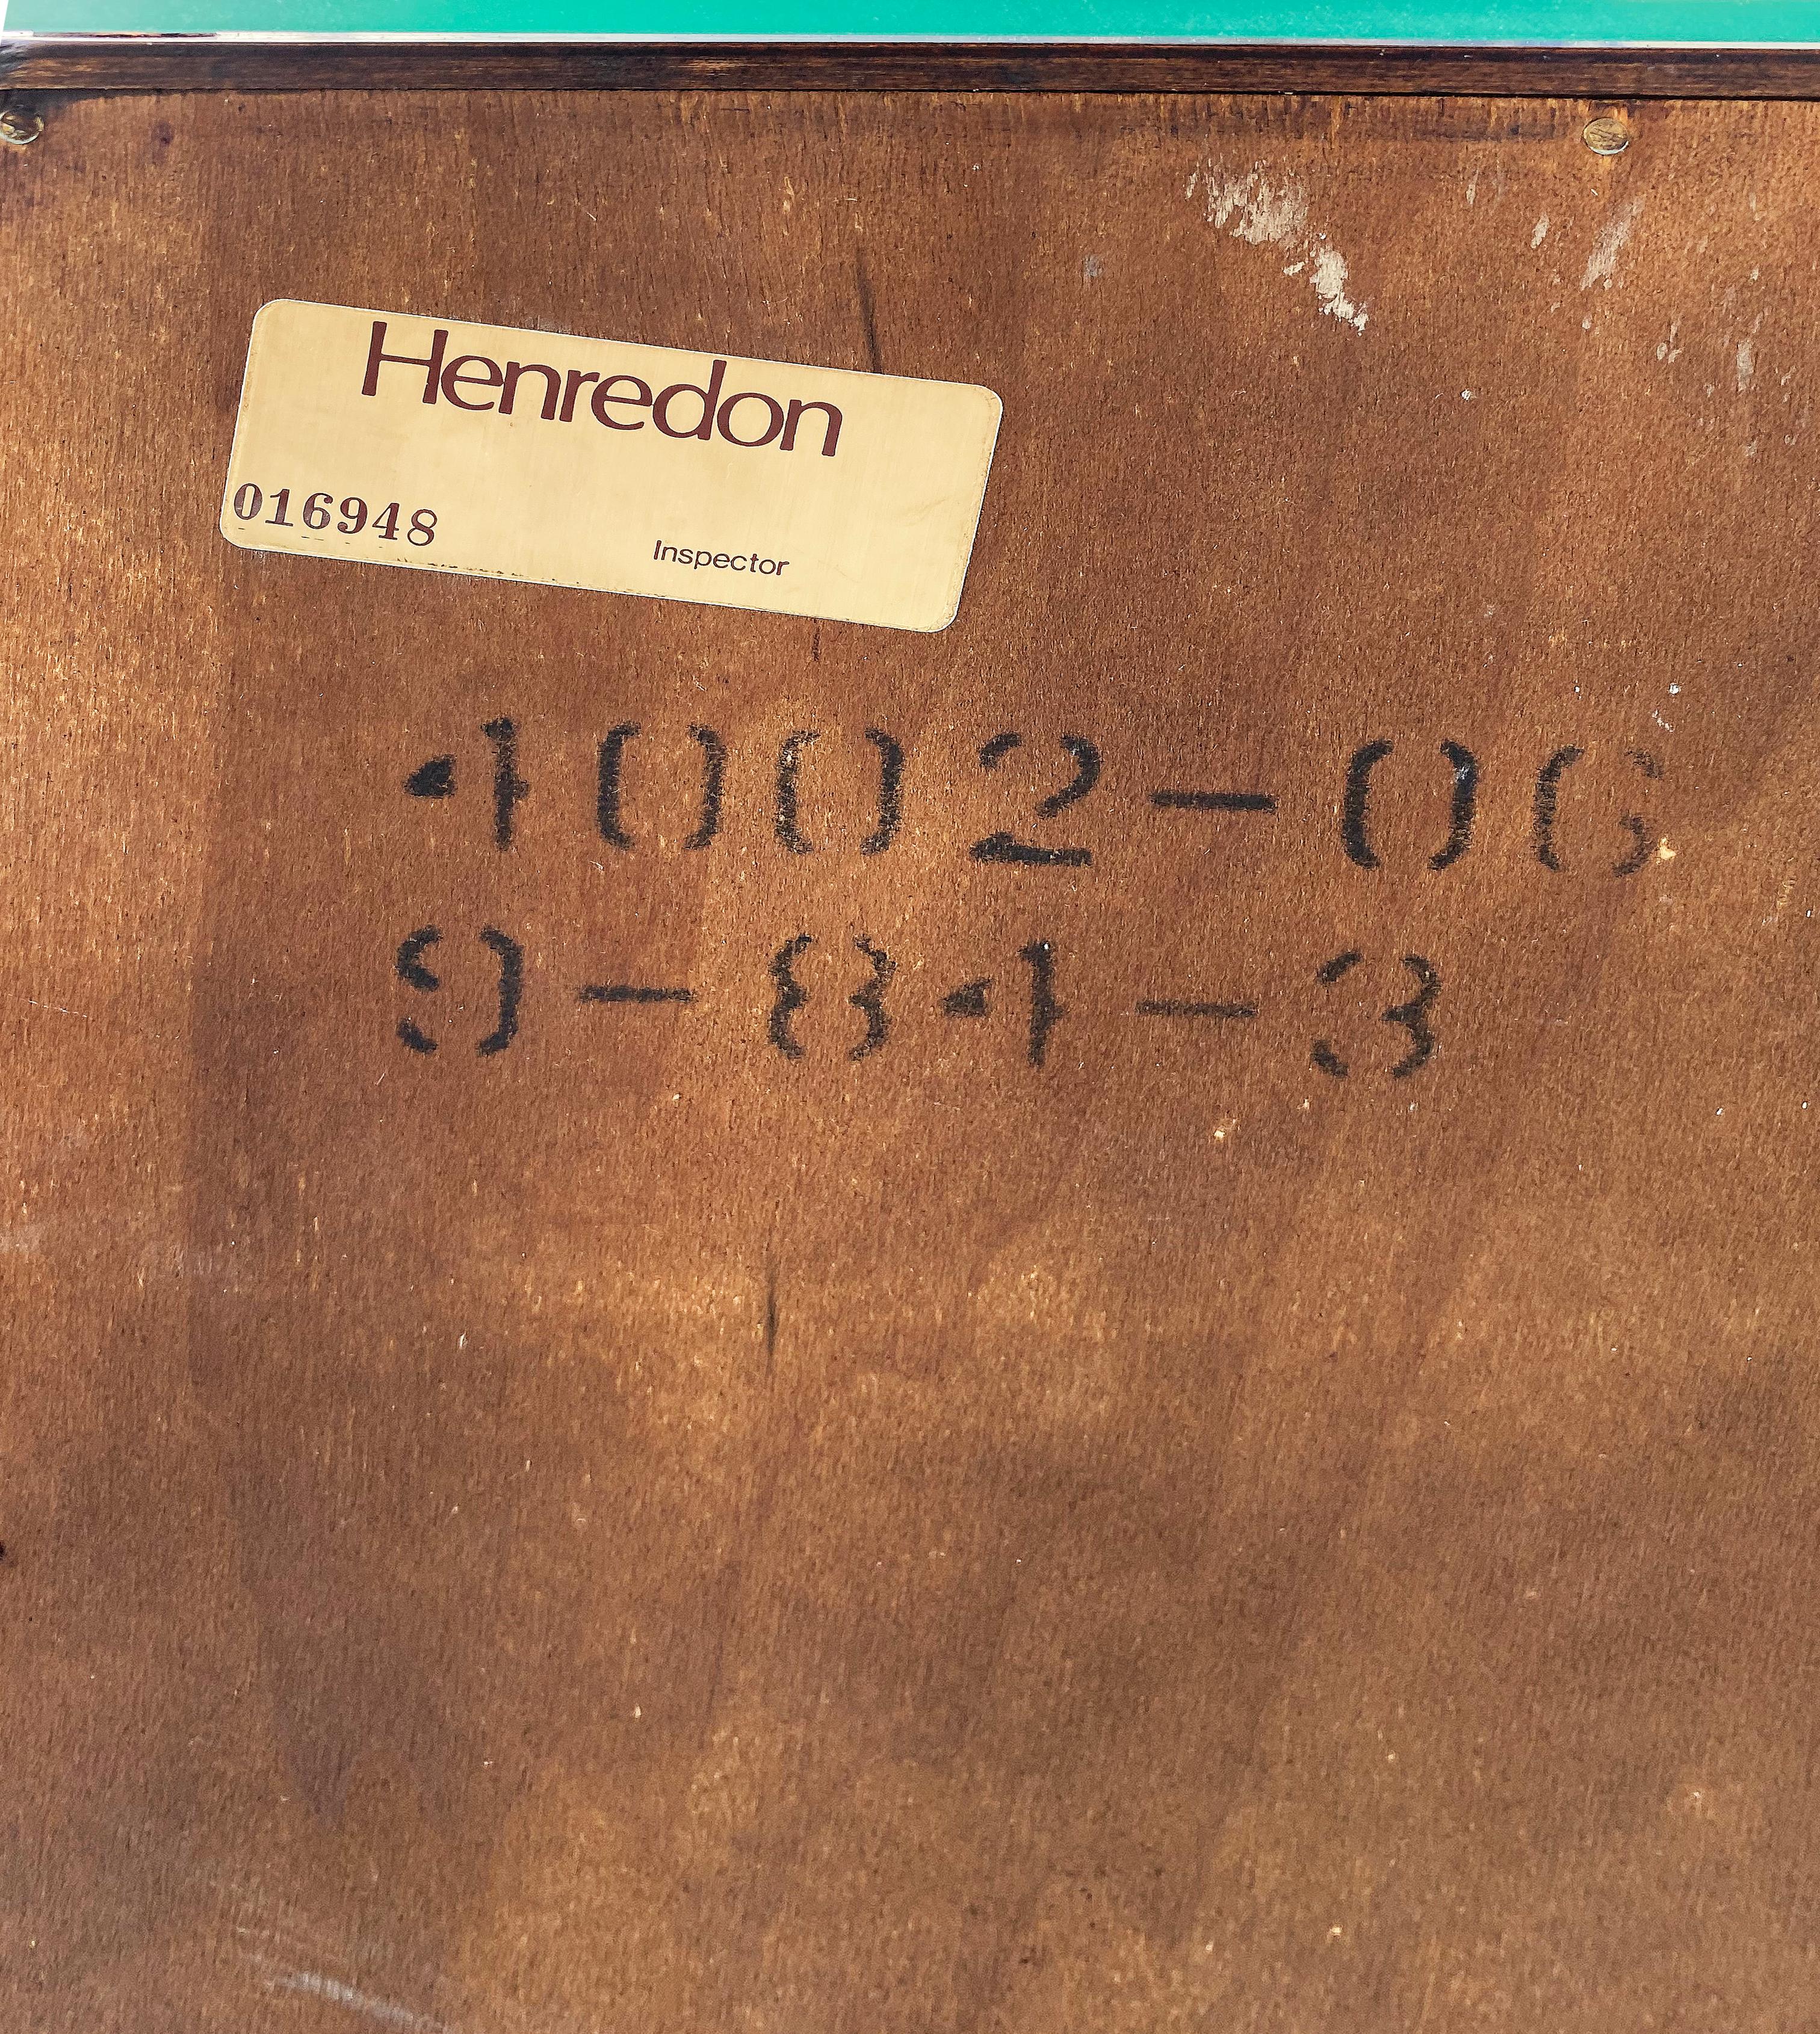 Henredon
016948
Inspector
4002-06
9-84-3